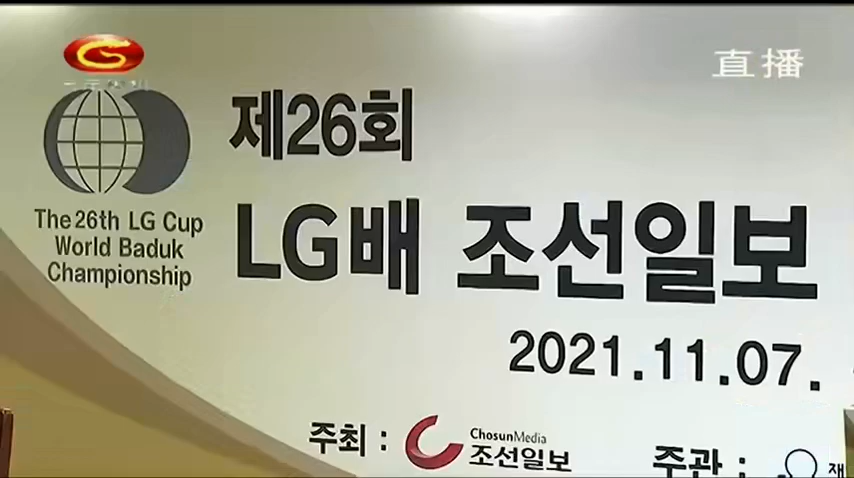 直播
제26회
The 26th LG Cup
World Baduk
Championship
LG배 조선일보
2021.11.07.
주최 :
ChosunMedia
조선일보
주관 :
재